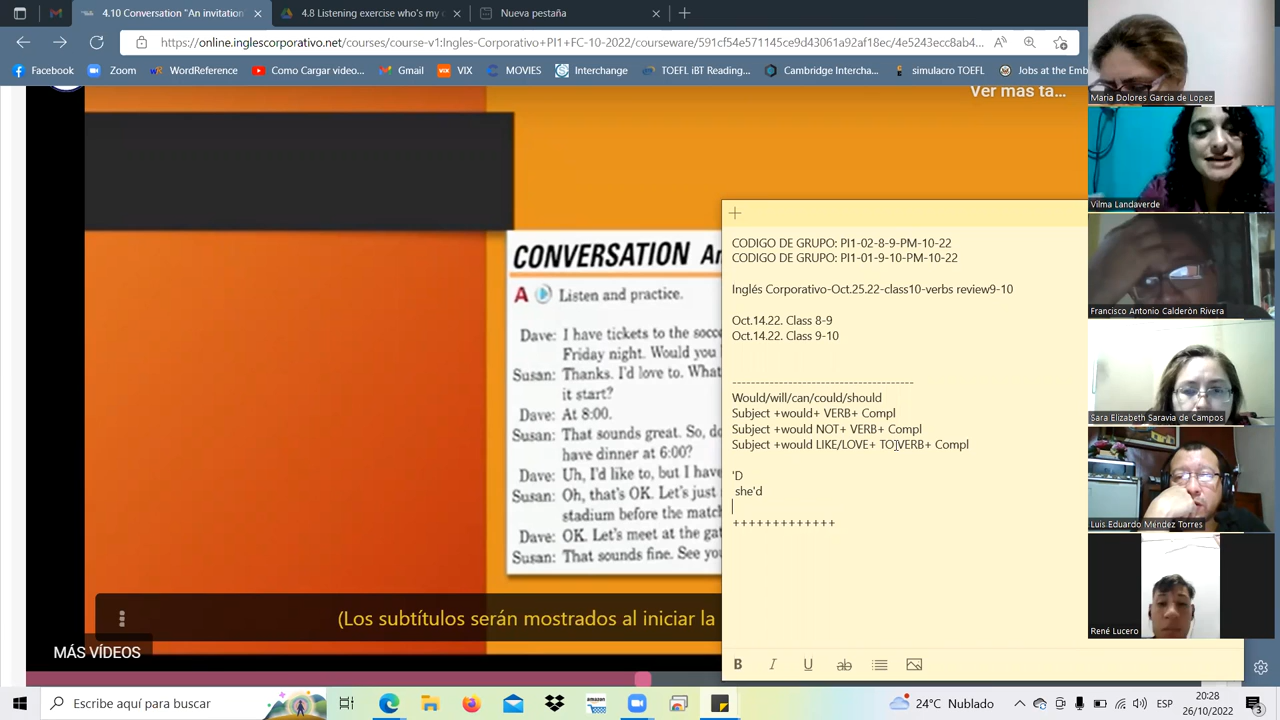 4.10 Activation "An invitation
4.8 Listening exercise who's my
Nueva pestaña
https://online.inglescorporativo.net/courses/course-v1:Ingles-Corporativo+PI1+FC-10-2022/courseware/591cf54e571145ce9d43061a92af18ec/4e5243ecc8ab4...
Facebook
Zoom
WordReference
Como Cargar video...
Gmail
VIX
MOVIES
Interchange
TOEFL iBT Reading...
Cambridge Intercha...
simulacro TOEFL
Jobs at the Emb
Ver mas ta...
CONVERSATION An
A Listen and practice.
Dave: I have tickets to the socc
Friday night. Would you
Susan: Thanks. I'd love to. What
it start?
Dave: At 8:00.
Susan: That sounds great. So, do
have dinner at 6:00?
Dave: Uh, I'd like to, but I have
Susan: Oh, that's OK. Let's just
stadium before the match
Dave: OK. Let's meet at the gat
Susan: That sounds fine. See you
(Los subtítulos serán mostrados al iniciar la
MÁS VÍDEOS
CODIGO DE GRUPO: PI1-02-8-9-PM-10-22
CODIGO DE GRUPO: PI1-01-9-10-PM-10-22
Inglés Corporativo-Oct.25.22-class10-verbs review9-10
Oct.14.22. Class 8-9
Oct.14.22. Class 9-10
---------------------------------------
Would/will/can/could/should
Subject +would+ VERB+ Compl
Subject +would NOT+ VERB+ Compl
Subject +would LIKE/LOVE+ TO VERB+ Compl
'D
she'd
+++++++++++++
B I U ab
Maria Dolores Garcia de Lopez
Vilma Landaverde
Francisco Antonio Calderón Rivera
Sara Elizabeth Saravia de Campos
Luis Eduardo Méndez Torres
René Lucero
Escribe aquí para buscar
amazon
24°C Nublado
ESP
20:28
26/10/2022
3